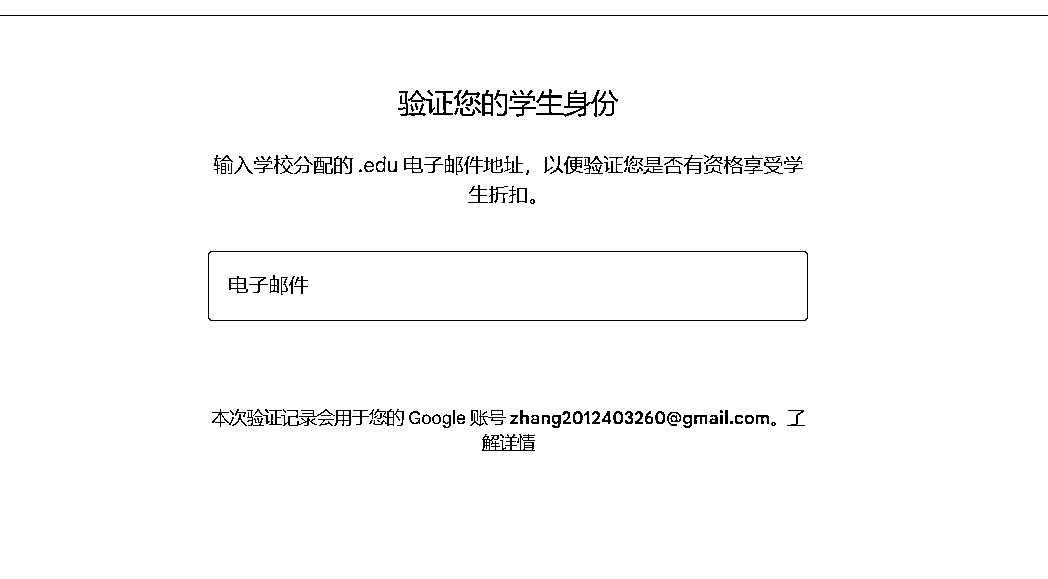 验证您的学生身份
输入学校分配的 .edu 电子邮件地址，以便验证您是否有资格享受学
生折扣。
电子邮件
本次验证记录会用于您的 Google 账号 zhang2012403260@gmail.com。了
解详情